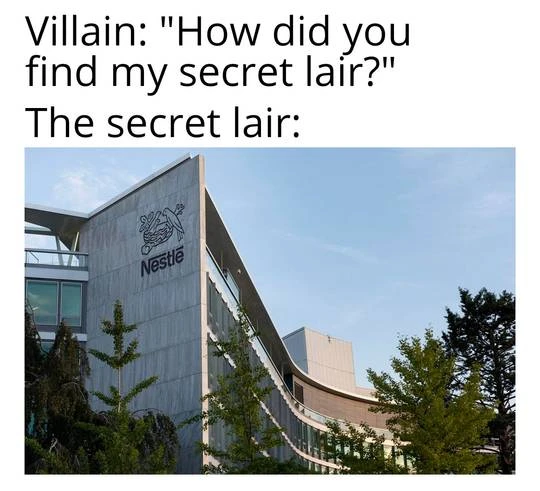 Villain: "How did you
find my secret lair?"
The secret lair:
Nestlé